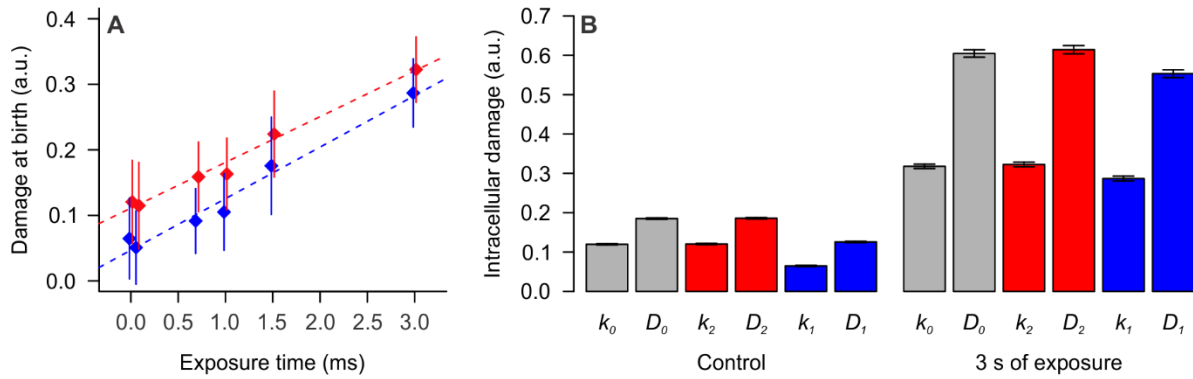 A
Damage at birth (a.u.)
0.4
0.3
0.2
0.1
0.0
0.0 0.5 1.0 1.5 2.0 2.5 3.0
Exposure time (ms)
B
Intracellular damage (a.u.)
0.7
0.6
0.5
0.4
0.3
0.2
0.1
0.0
k₀ D₀ k₂ D₂ k₁ D₁ k₀ D₀ k₂ D₂ k₁ D₁
Control 3 s of exposure